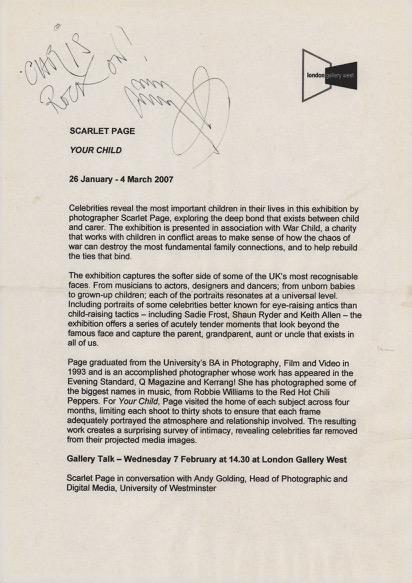 CHRIS
ROCK ON!
london gallery west
SCARLET PAGE
YOUR CHILD
26 January - 4 March 2007
Celebrities reveal the most important children in their lives in this exhibition by
photographer Scarlet Page, exploring the deep bond that exists between child
and carer. The exhibition is presented in association with War Child, a charity
that works with children in conflict areas to make sense of how the chaos of
war can destroy the most fundamental family connections, and to help rebuild
the ties that bind.
The exhibition captures the softer side of some of the UK's most recognisable
faces. From musicians to actors, designers and dancers; from unborn babies
to grown-up children; each of the portraits resonates at a universal level.
Including portraits of some celebrities better known for eye-raising antics than
child-raising tactics – including Sadie Frost, Shaun Ryder and Keith Allen – the
exhibition offers a series of acutely tender moments that look beyond the
famous face and capture the parent, grandparent, aunt or uncle that exists in
all of us.
Page graduated from the University's BA in Photography, Film and Video in
1993 and is an accomplished photographer whose work has appeared in the
Evening Standard, Q Magazine and Kerrang! She has photographed some of
the biggest names in music, from Robbie Williams to the Red Hot Chili
Peppers. For Your Child, Page visited the home of each subject across four
months, limiting each shoot to thirty shots to ensure that each frame
adequately portrayed the atmosphere and relationship involved. The resulting
work creates a surprising survey of intimacy, revealing celebrities far removed
from their projected media images.
Gallery Talk – Wednesday 7 February at 14.30 at London Gallery West
Scarlet Page in conversation with Andy Golding, Head of Photographic and
Digital Media, University of Westminster